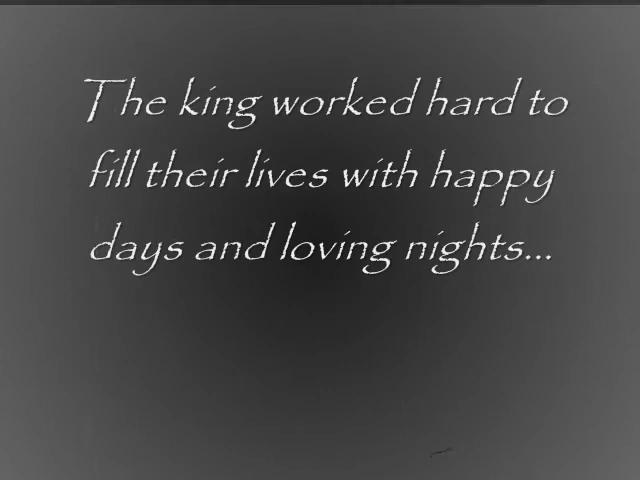 The king worked hard to
fill their lives with happy
days and loving nights...